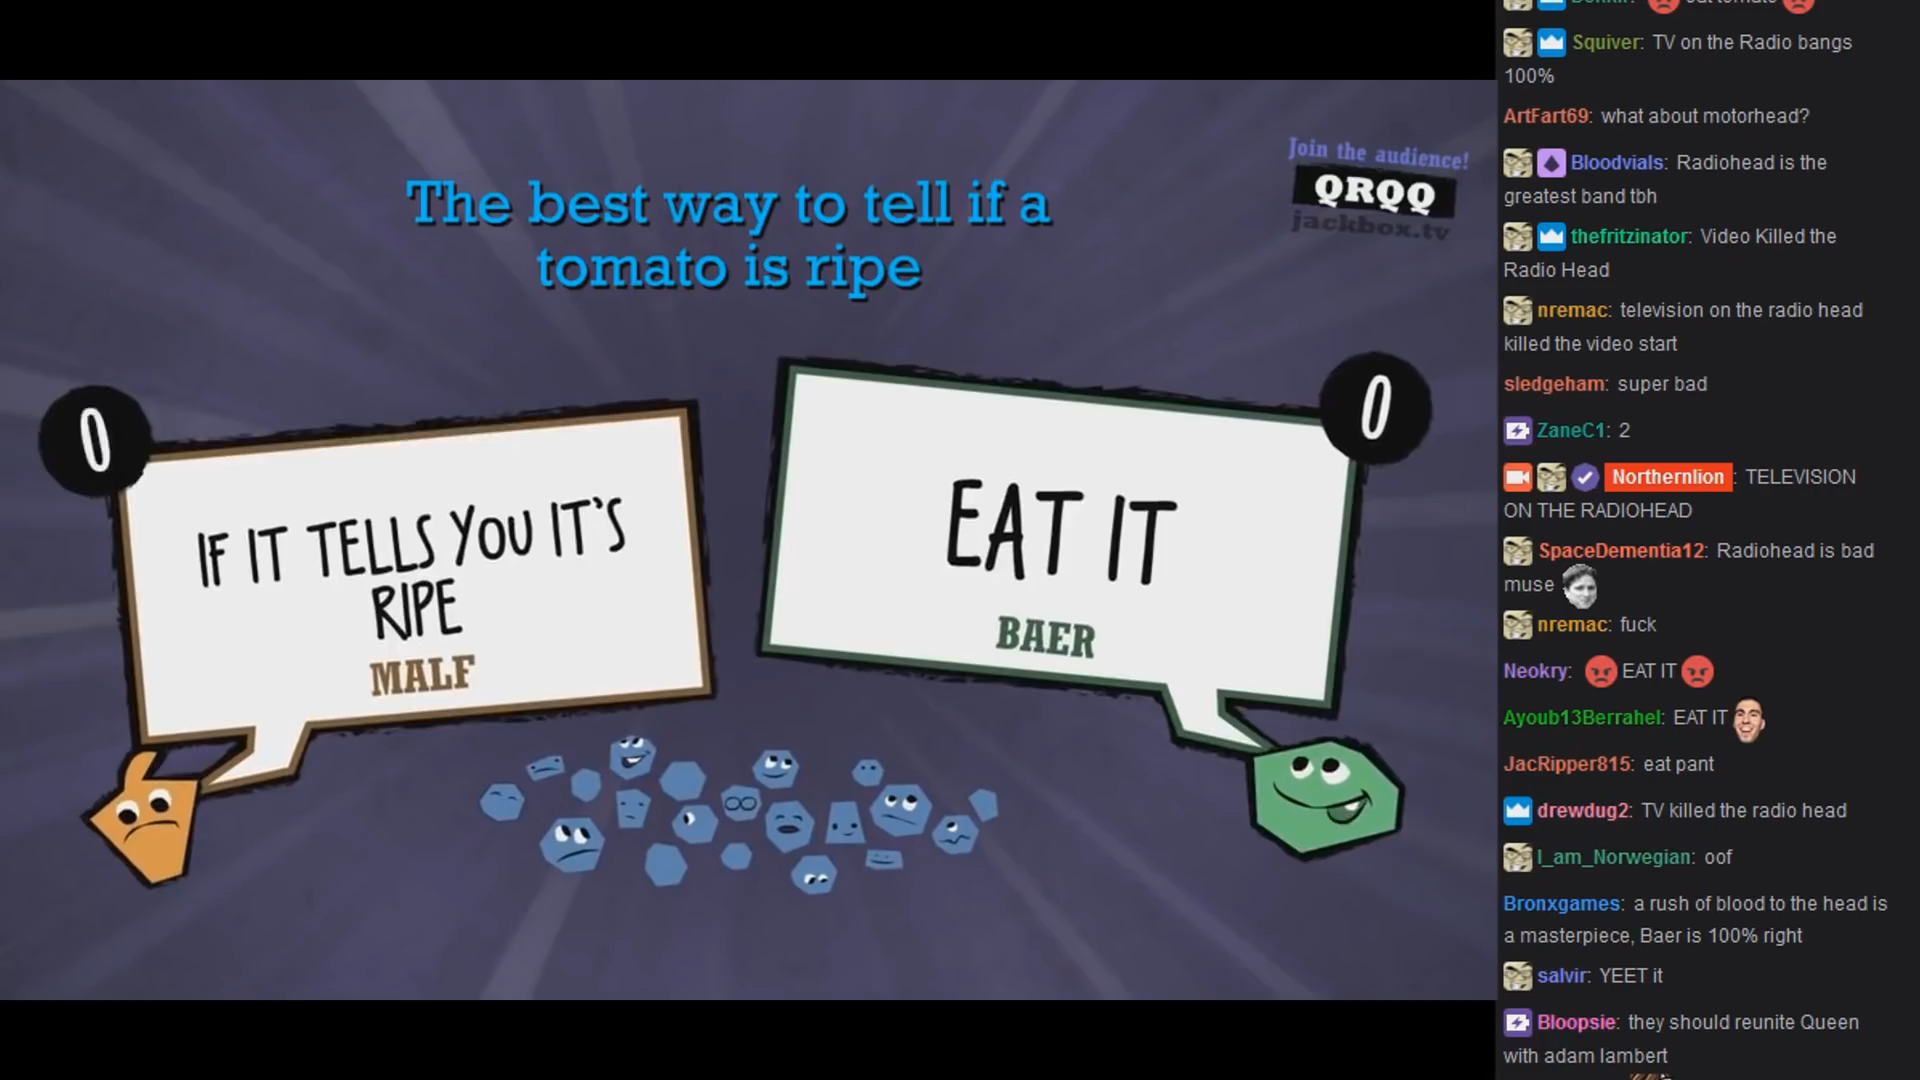 The best way to tell if a
tomato is ripe
Join the audience!
QRQQ
jackbox.tv
0
IF IT TELLS YOU IT'S
RIPE
MALF
0
EAT IT
BAER
Squiver: TV on the Radio bangs
100%
ArtFart69: what about motorhead?
Bloodvials: Radiohead is the
greatest band tbh
thefritzinator: Video Killed the
Radio Head
nremac: television on the radio head
killed the video start
sledgeham: super bad
ZaneC1: 2
Northernlion: TELEVISION
ON THE RADIOHEAD
SpaceDementia12: Radiohead is bad
muse
nremac: fuck
Neokry: EAT IT
Ayoub13Berrahel: EAT IT
JacRipper815: eat pant
drewdug2: TV killed the radio head
I_am_Norwegian: oof
Bronxgames: a rush of blood to the head is
a masterpiece, Baer is 100% right
salvir: YEET it
Bloopsie: they should reunite Queen
with adam lambert